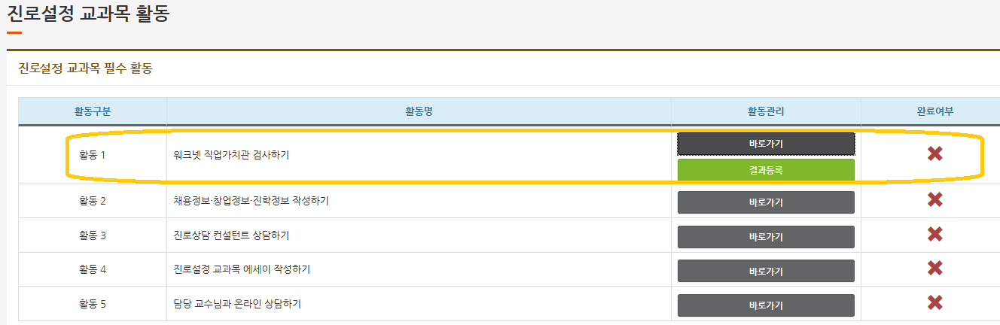 진로설정 교과목 활동
진로설정 교과목 필수 활동
활동구분 활동명 활동관리 완료여부
활동 1 워크넷 직업가치관 검사하기 바로가기
결과등록
활동 2 채용정보·창업정보·진학정보 작성하기 바로가기
활동 3 진로상담 컨설턴트 상담하기 바로가기
활동 4 진로설정 교과목 에세이 작성하기 바로가기
활동 5 담당 교수님과 온라인 상담하기 바로가기